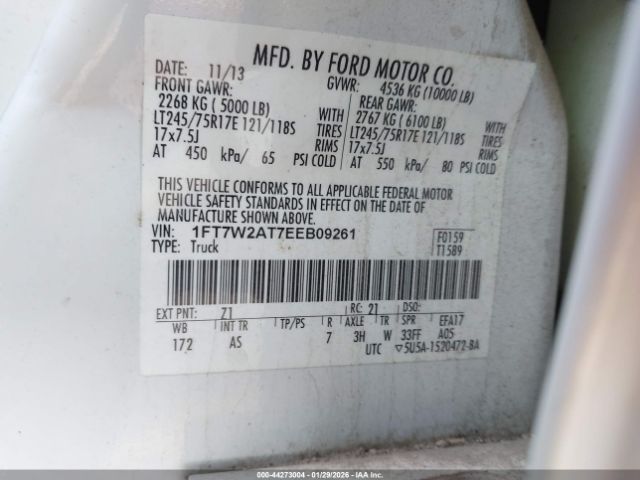 MFD. BY FORD MOTOR CO.
DATE: 11/13 GVWR: 4536 KG (10000 LB)
FRONT GAWR: REAR GAWR:
2268 KG ( 5000 LB) WITH 2767 KG ( 6100 LB) WITH
LT245/75R17E 121/118S TIRES LT245/75R17E 121/118S TIRES
17x7.5J RIMS 17x7.5J RIMS
AT 450 kPa/ 65 PSI COLD AT 550 kPa/ 80 PSI COLD
THIS VEHICLE CONFORMS TO ALL APPLICABLE FEDERAL MOTOR
VEHICLE SAFETY STANDARDS IN EFFECT ON THE DATE OF
MANUFACTURE SHOWN ABOVE.
VIN: 1FT7W2AT7EEB09261 F0159
TYPE: Truck T1589
EXT PNT: Z1 RC: 21 DSO:
WB INT TR TP/PS R AXLE TR SPR EFA17
172 AS 7 3H W 33FF A05
UTC ▽5U5A-1520472-BA
000-44273004 - 01/29/2026 - IAA Inc.